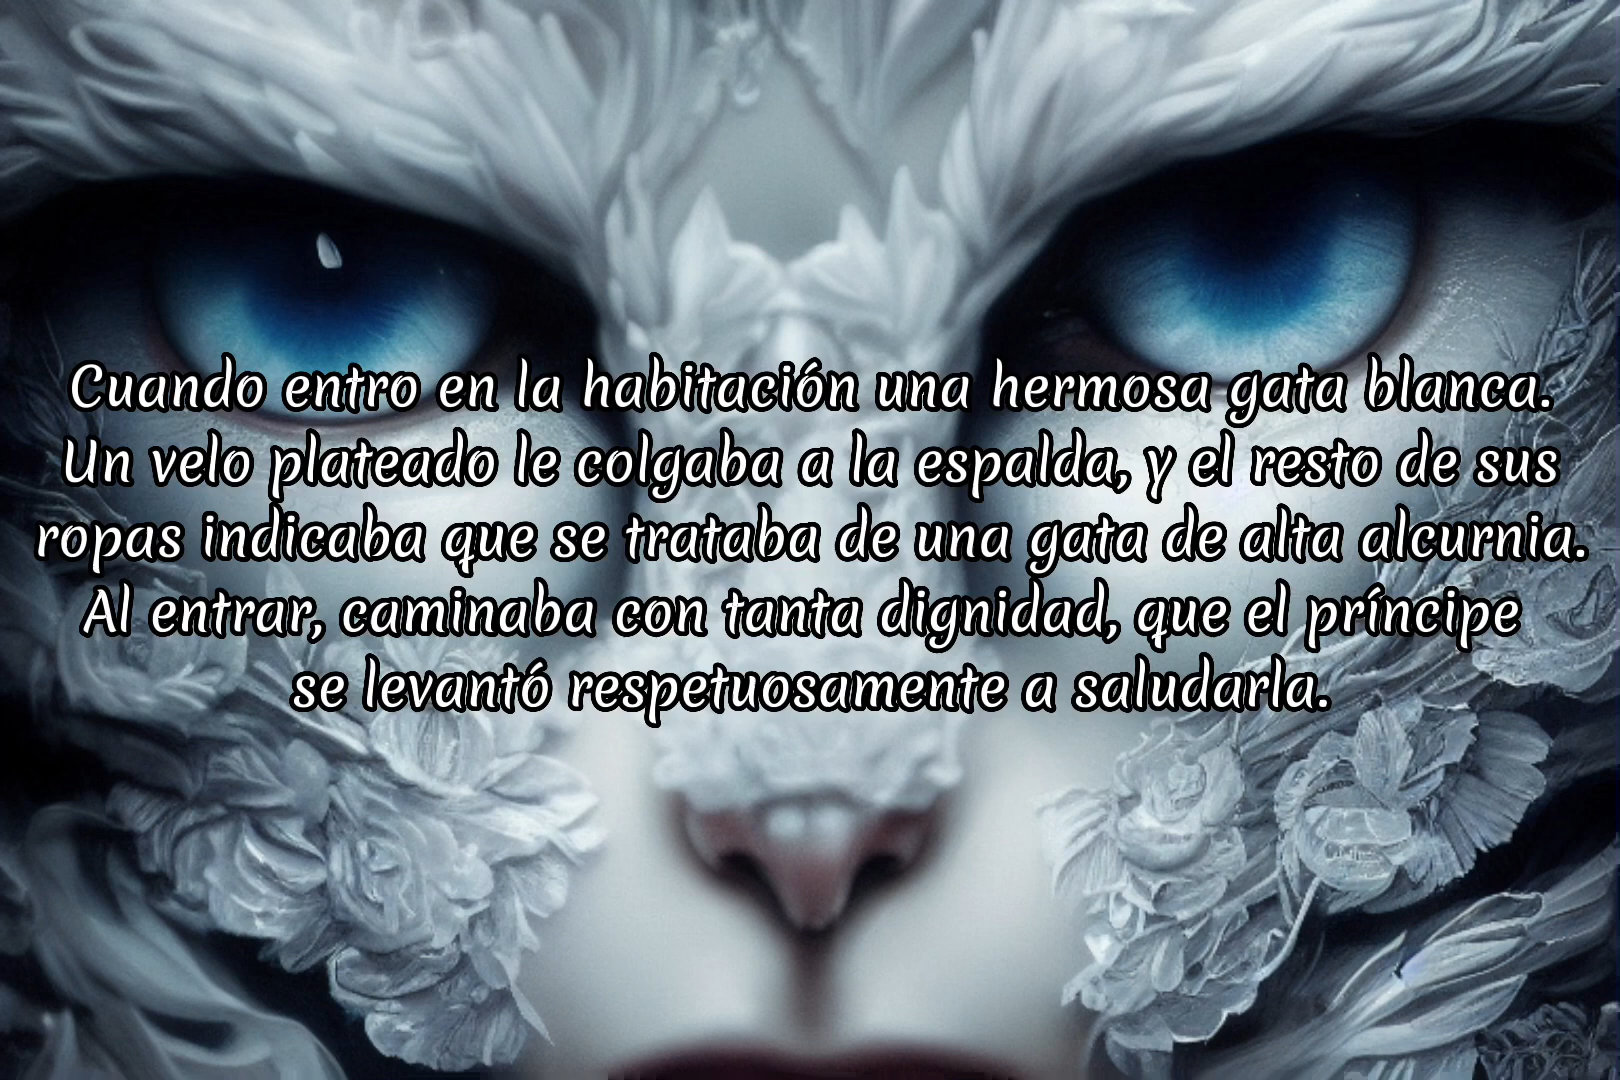 Cuando entro en la habitación una hermosa gata blanca.
Un velo plateado le colgaba a la espalda, y el resto de sus
ropas indicaba que se trataba de una gata de alta alcurnia.
Al entrar, caminaba con tanta dignidad, que el príncipe
se levantó respetuosamente a saludarla.